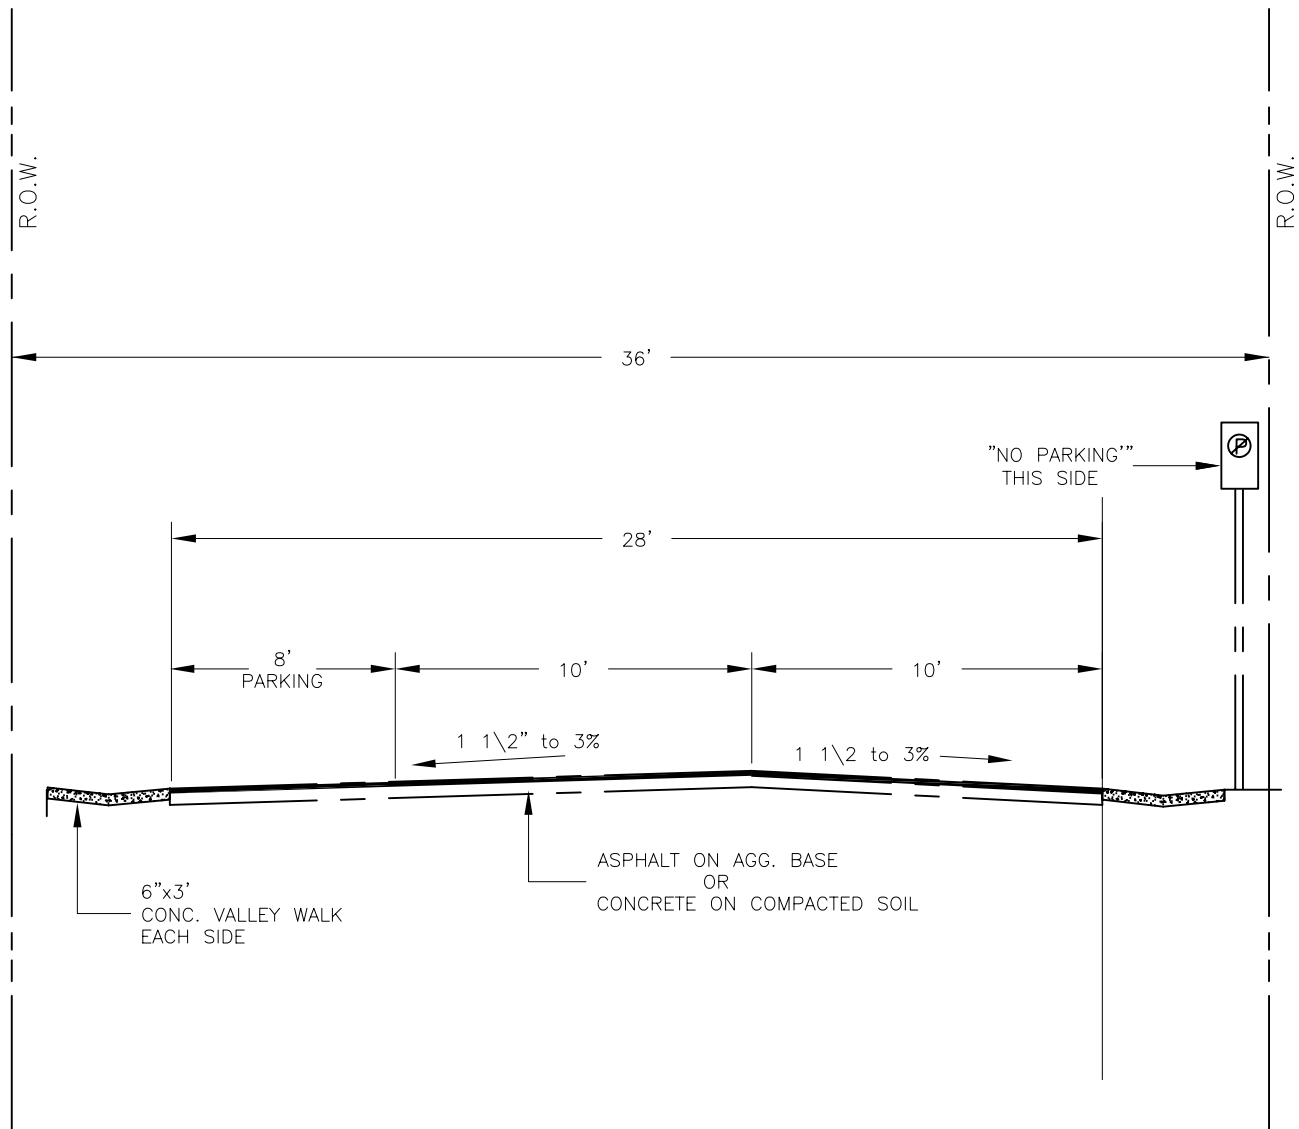 R.O.W.
R.O.W.
36'
"NO PARKING'"
THIS SIDE
28'
8'
PARKING
10'
10'
1 1\2" to 3%
1 1\2 to 3%
ASPHALT ON AGG. BASE
OR
CONCRETE ON COMPACTED SOIL
6"x3'
CONC. VALLEY WALK
EACH SIDE
P